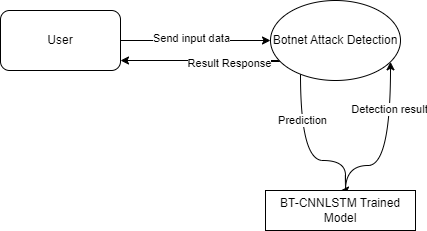 User
Send input data
Botnet Attack Detection
Result Response
Detection result
Prediction
BT-CNNLSTM Trained
Model